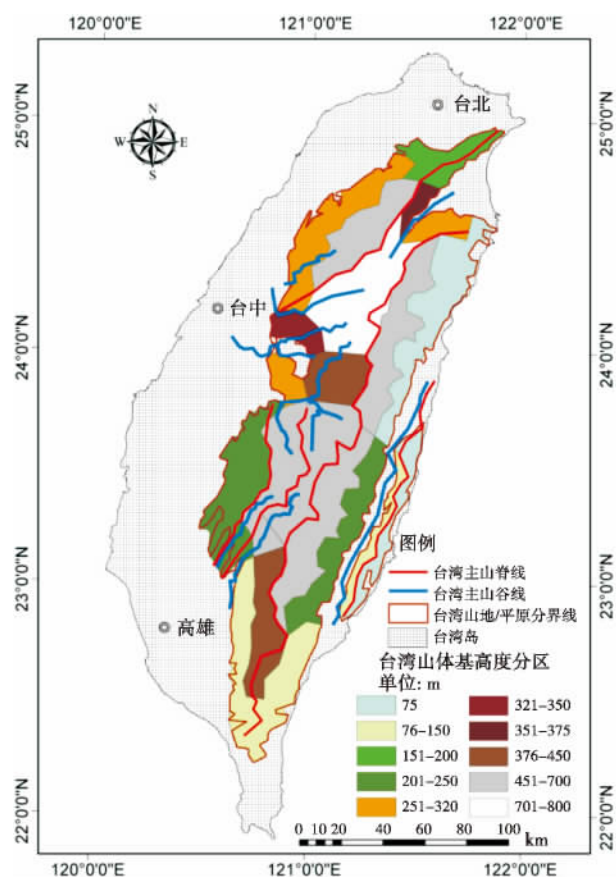 120°0'0"E 121°0'0"E 122°0'0"E
25°0'0"N 25°0'0"N
N
W E
S
台北
台中
24°0'0"N 24°0'0"N
图例
台湾主山脊线
台湾主山谷线
台湾山地/平原分界线
台湾岛
23°0'0"N 23°0'0"N
高雄
台湾山体基高度分区
单位: m
75 321-350
76-150 351-375
151-200 376-450
201-250 451-700
251-320 701-800
22°0'0"N 22°0'0"N
0 10 20 40 60 80 100
km
120°0'0"E 121°0'0"E 122°0'0"E